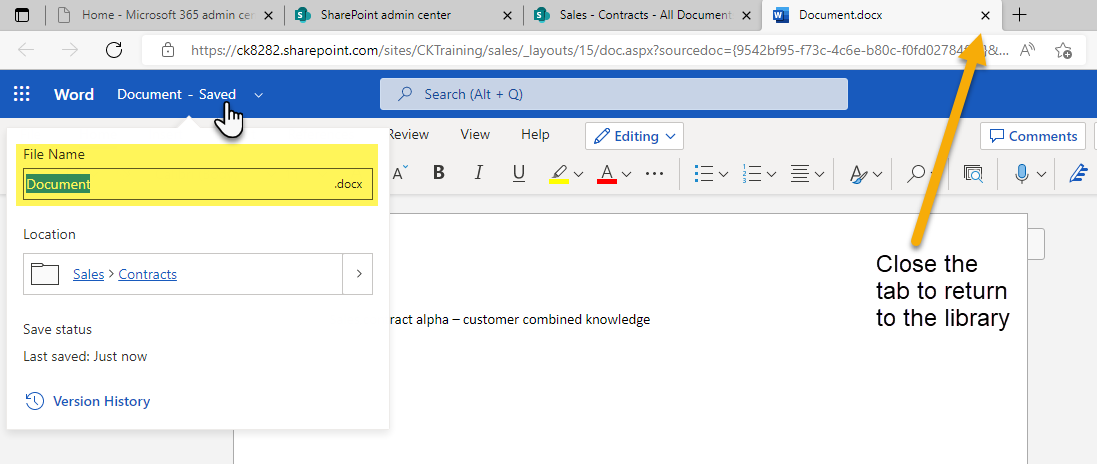 Home - Microsoft 365 admin cente
SharePoint admin center
Sales - Contracts - All Document
Document.docx
https://ck8282.sharepoint.com/sites/CKTraining/sales/_layouts/15/doc.aspx?sourcedoc={9542bf95-f73c-4c6e-b80c-f0fd02784
Word
Document - Saved
Search (Alt + Q)
Review
View
Help
Editing
Comments
File Name
Document
.docx
A
B
I
U
A
...
Location
Sales > Contracts
Close the
tab to return
to the library
ract alpha – customer combined knowledge
Save status
Last saved: Just now
Version History